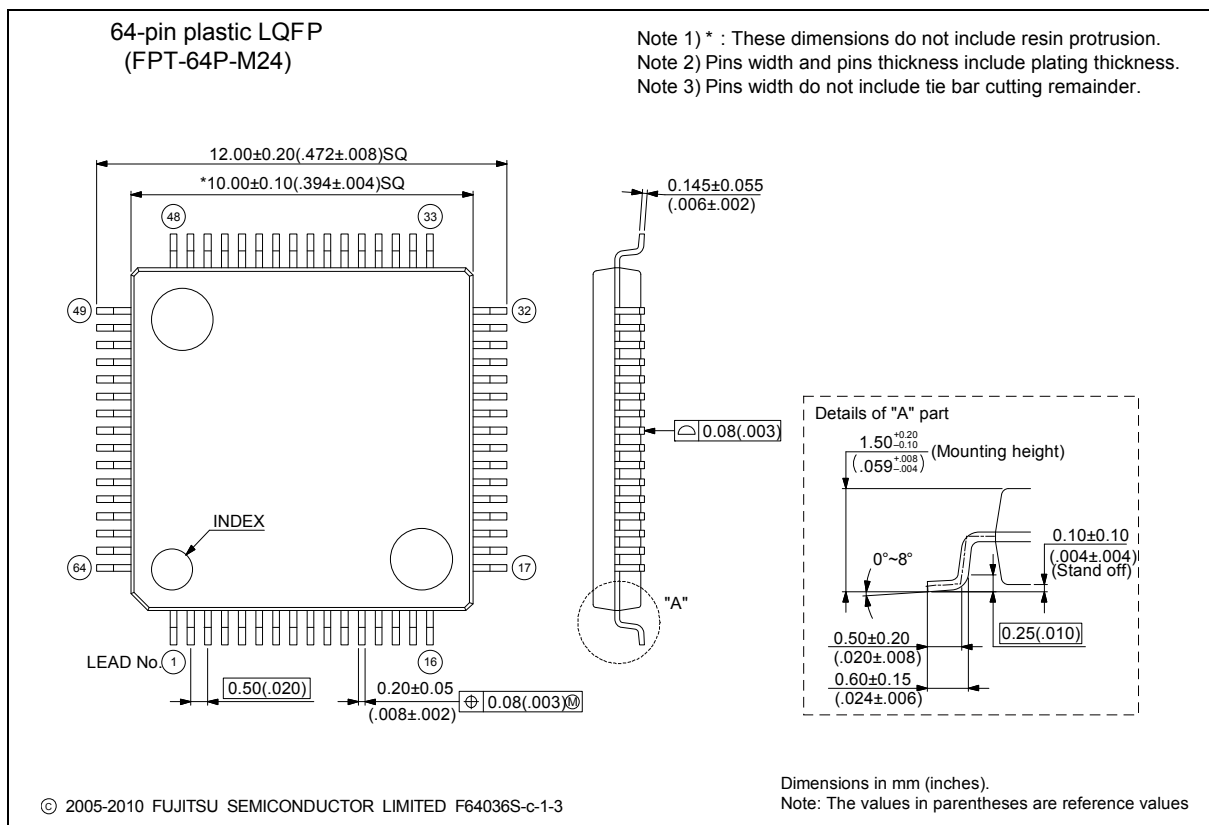 64-pin plastic LQFP
(FPT-64P-M24)
Note 1) * : These dimensions do not include resin protrusion.
Note 2) Pins width and pins thickness include plating thickness.
Note 3) Pins width do not include tie bar cutting remainder.
12.00±0.20(.472±.008)SQ
*10.00±0.10(.394±.004)SQ
0.145±0.055
(.006±.002)
48
33
49
32
0.08(.003)
INDEX
64
17
"A"
LEAD No.
1
16
0.50(.020)
0.20±0.05
(.008±.002)
⌖ 0.08(.003)Ⓜ
Details of "A" part
1.50 +0.20 –0.10 (Mounting height)
(.059 +.008 –.004)
0°~8°
0.10±0.10
(.004±.004)
(Stand off)
0.25(.010)
0.50±0.20
(.020±.008)
0.60±0.15
(.024±.006)
© 2005-2010 FUJITSU SEMICONDUCTOR LIMITED F64036S-c-1-3
Dimensions in mm (inches).
Note: The values in parentheses are reference values